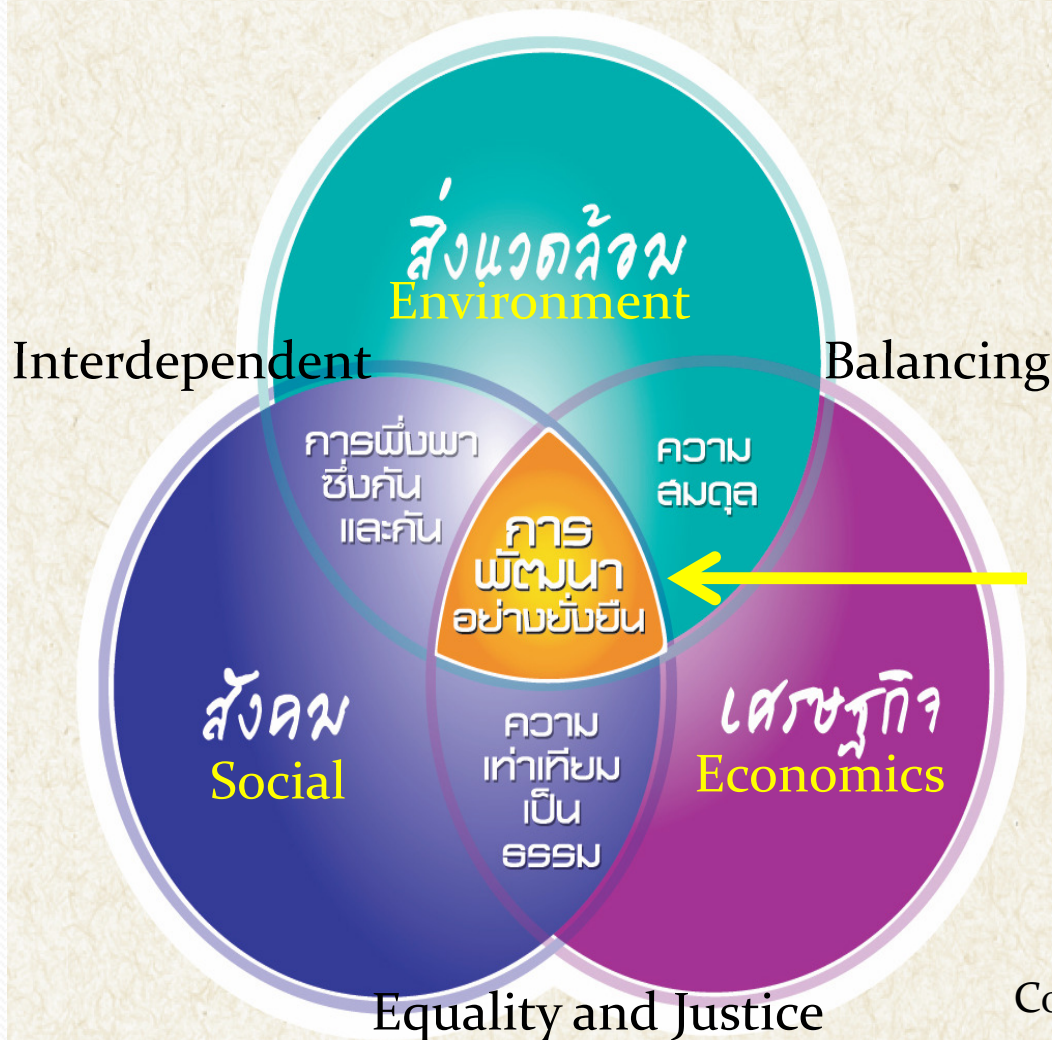 สิ่งแวดล้อม
Environment
Interdependent
Balancing
การพึ่งพา
ซึ่งกัน
และกัน
ความ
สมดุล
การ
พัฒนา
อย่างยั่งยืน
สังคม
Social
ความ
เท่าเทียม
เป็น
ธรรม
เศรษฐกิจ
Economics
Equality and Justice
Co